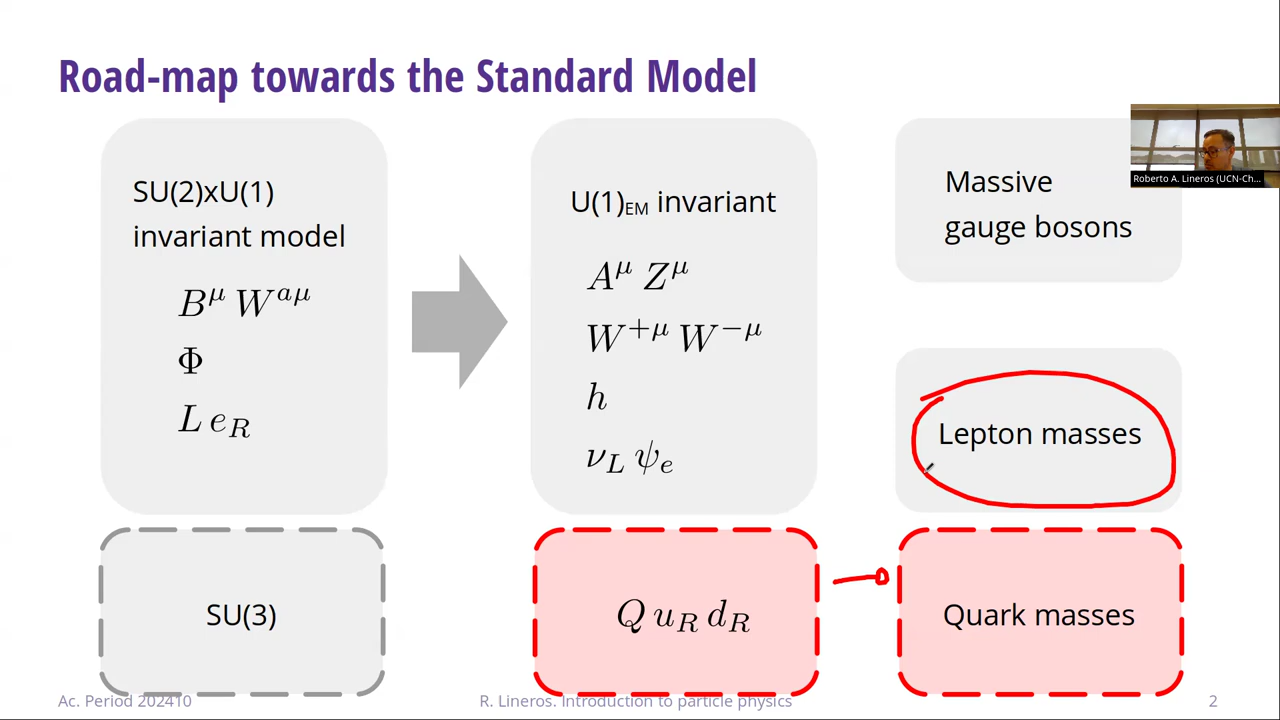 Road-map towards the Standard Model
SU(2)xU(1)
invariant model
B^μ W^{aμ}
Φ
L e_R
SU(3)
U(1)_EM invariant
A^μ Z^μ
W^{+μ} W^{-μ}
h
ν_L ψ_e
Q u_R d_R
Massive
gauge bosons
Roberto A. Lineros (UCN-Ch...
Lepton masses
Quark masses
Ac. Period 202410
R. Lineros. Introduction to particle physics
2